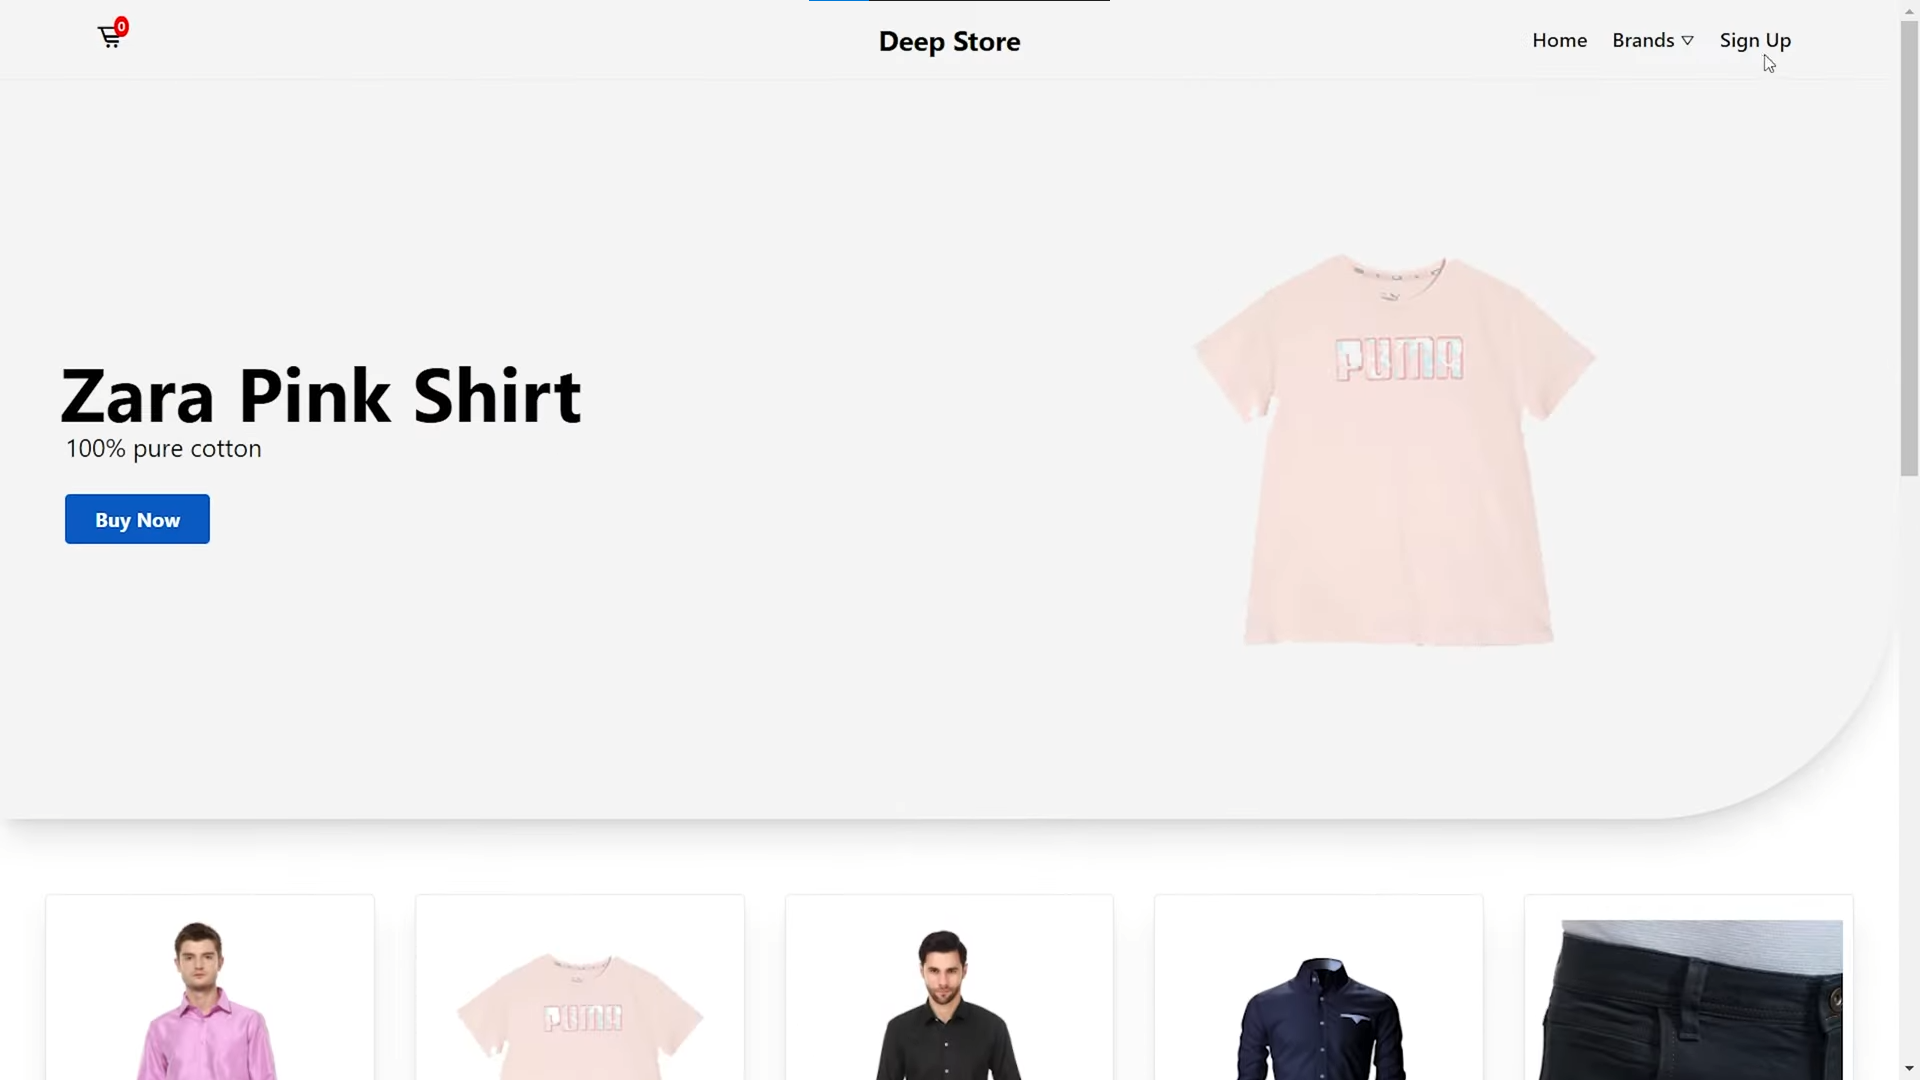 0
Deep Store
Home
Brands ▽
Sign Up
PUMA
Zara Pink Shirt
100% pure cotton
Buy Now
PUMA